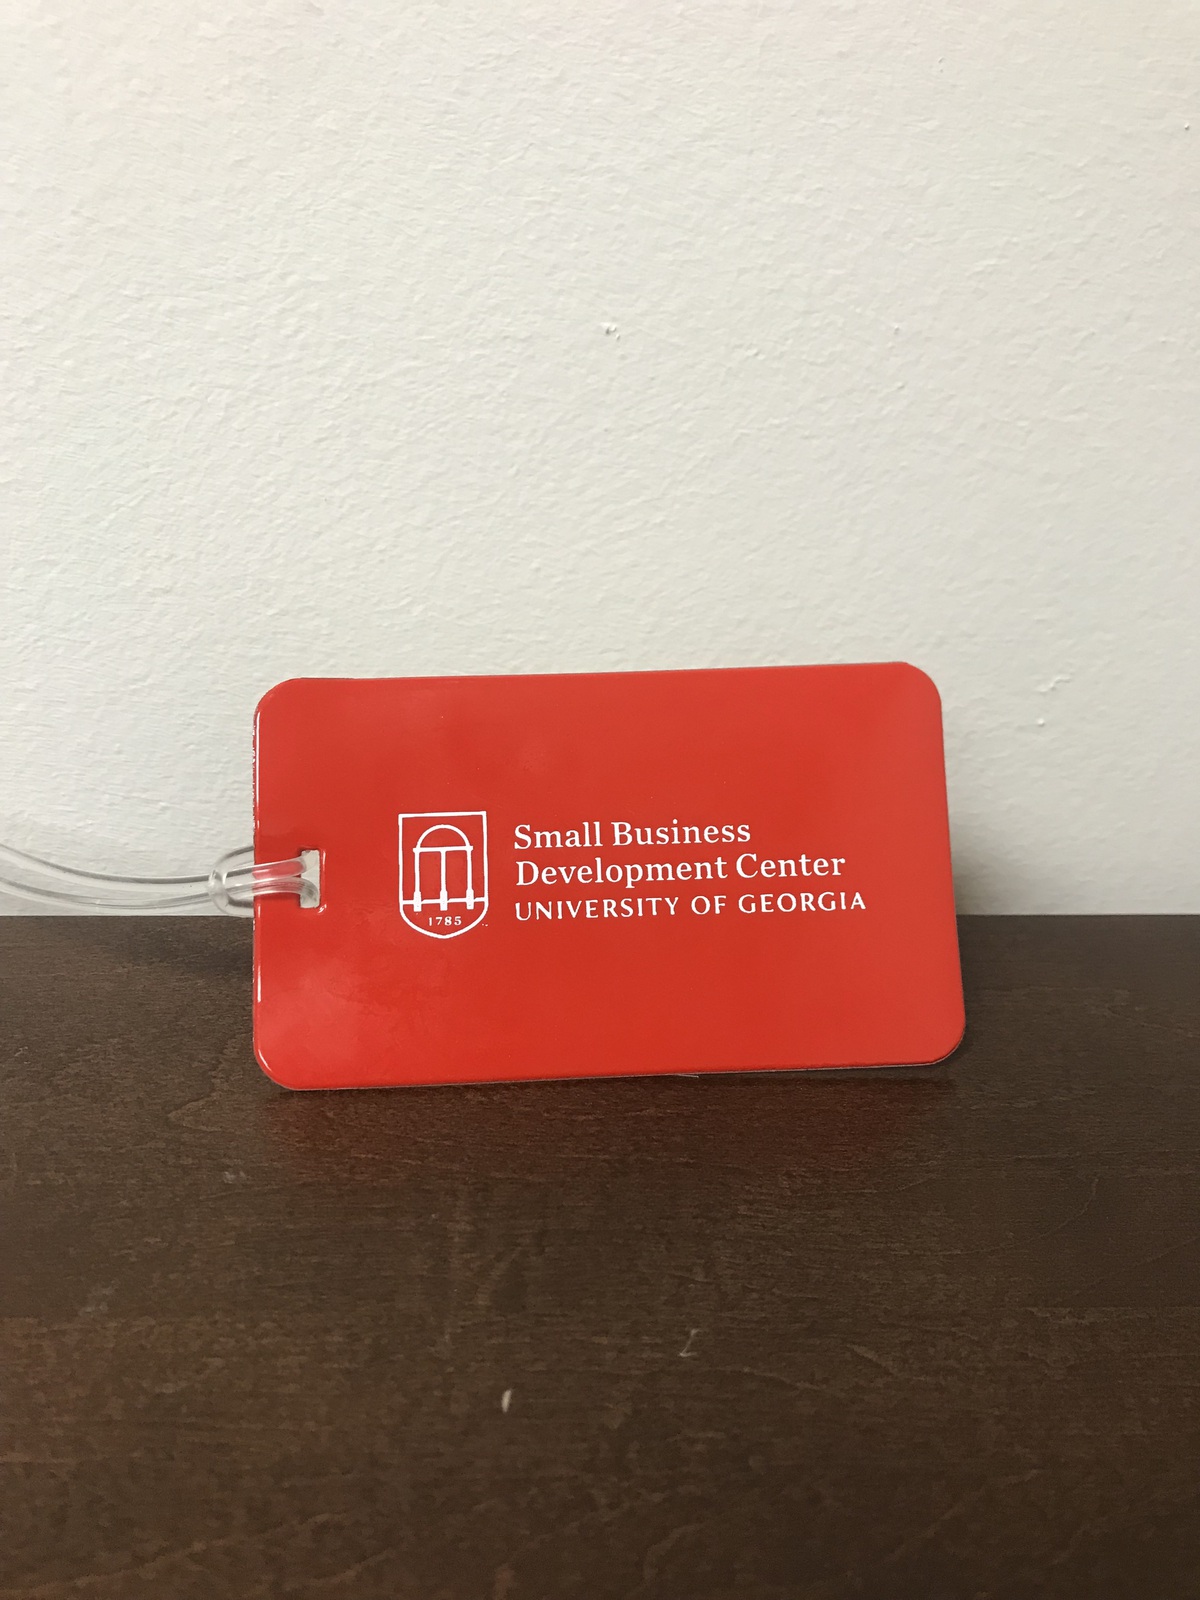 1785
Small Business
Development Center
UNIVERSITY OF GEORGIA